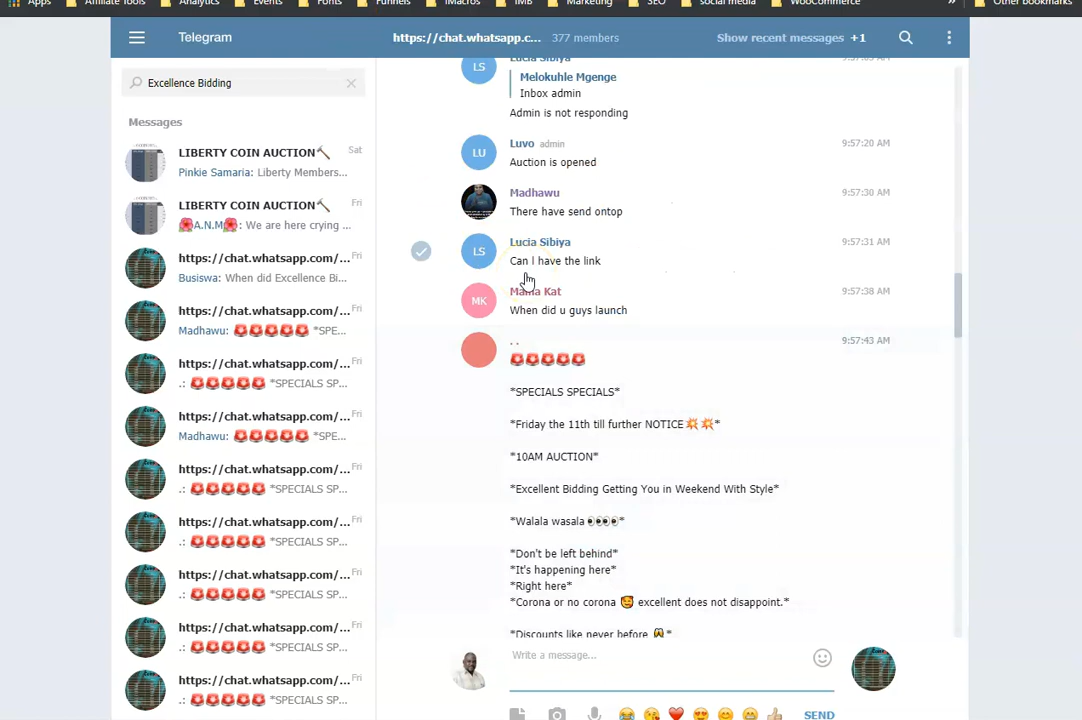 Apps Affiliate Tools Analytics Events Fonts Funnels iMacros IMB Marketing SEO social media WooCommerce » Other bookmarks
Telegram
https://chat.whatsapp.c... 377 members Show recent messages +1
Excellence Bidding
Messages
LIBERTY COIN AUCTION🔨 Sat
Pinkie Samaria: Liberty Members...
LIBERTY COIN AUCTION🔨 Fri
🌺A.N.M🌺: We are here crying ...
https://chat.whatsapp.com/... Fri
Busiswa: When did Excellence Bi...
https://chat.whatsapp.com/... Fri
Madhawu: 🚨🚨🚨🚨🚨 *SPE...
https://chat.whatsapp.com/... Fri
.: 🚨🚨🚨🚨🚨 *SPECIALS SP...
https://chat.whatsapp.com/... Fri
Madhawu: 🚨🚨🚨🚨🚨 *SPE...
https://chat.whatsapp.com/... Fri
.: 🚨🚨🚨🚨🚨 *SPECIALS SP...
https://chat.whatsapp.com/... Fri
.: 🚨🚨🚨🚨🚨 *SPECIALS SP...
https://chat.whatsapp.com/... Fri
.: 🚨🚨🚨🚨🚨 *SPECIALS SP...
https://chat.whatsapp.com/... Fri
.: 🚨🚨🚨🚨🚨 *SPECIALS SP...
https://chat.whatsapp.com/... Fri
.: 🚨🚨🚨🚨🚨 *SPECIALS SP...
LS Lucia Sibiya 9:57:05 AM
Melokuhle Mgenge
Inbox admin
Admin is not responding
LU Luvo admin 9:57:20 AM
Auction is opened
Madhawu 9:57:30 AM
There have send ontop
LS Lucia Sibiya 9:57:31 AM
Can I have the link
MK Mama Kat 9:57:38 AM
When did u guys launch
. . 9:57:43 AM
🚨🚨🚨🚨🚨
*SPECIALS SPECIALS*
*Friday the 11th till further NOTICE💥💥*
*10AM AUCTION*
*Excellent Bidding Getting You in Weekend With Style*
*Walala wasala 👀👀*
*Don't be left behind*
*It's happening here*
*Right here*
*Corona or no corona 🥰 excellent does not disappoint.*
*Discounts like never before 🙌*
Write a message...
SEND